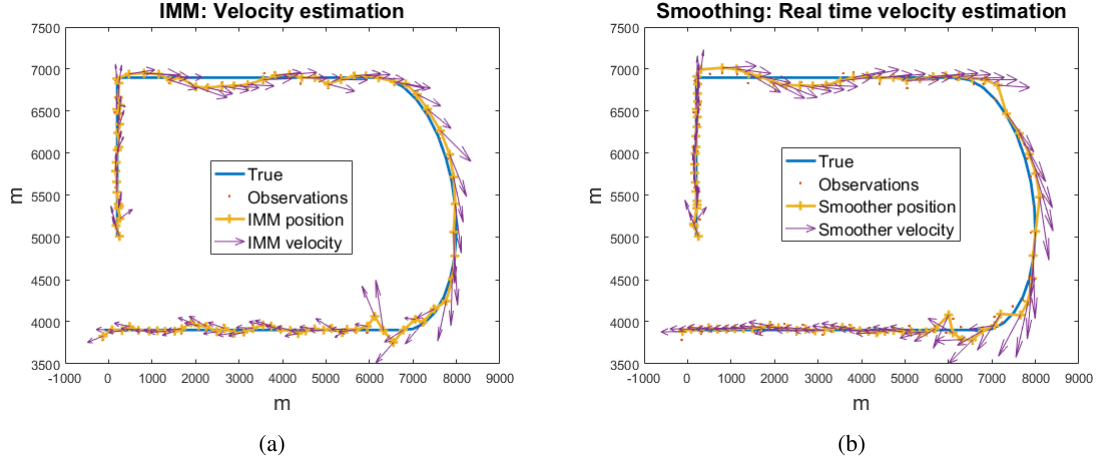 IMM: Velocity estimation
7500
7000
6500
6000
5500
5000
4500
4000
3500
m
True
Observations
IMM position
IMM velocity
-1000 0 1000 2000 3000 4000 5000 6000 7000 8000 9000
m
(a)
Smoothing: Real time velocity estimation
7500
7000
6500
6000
5500
5000
4500
4000
3500
m
True
Observations
Smoother position
Smoother velocity
-1000 0 1000 2000 3000 4000 5000 6000 7000 8000 9000
m
(b)